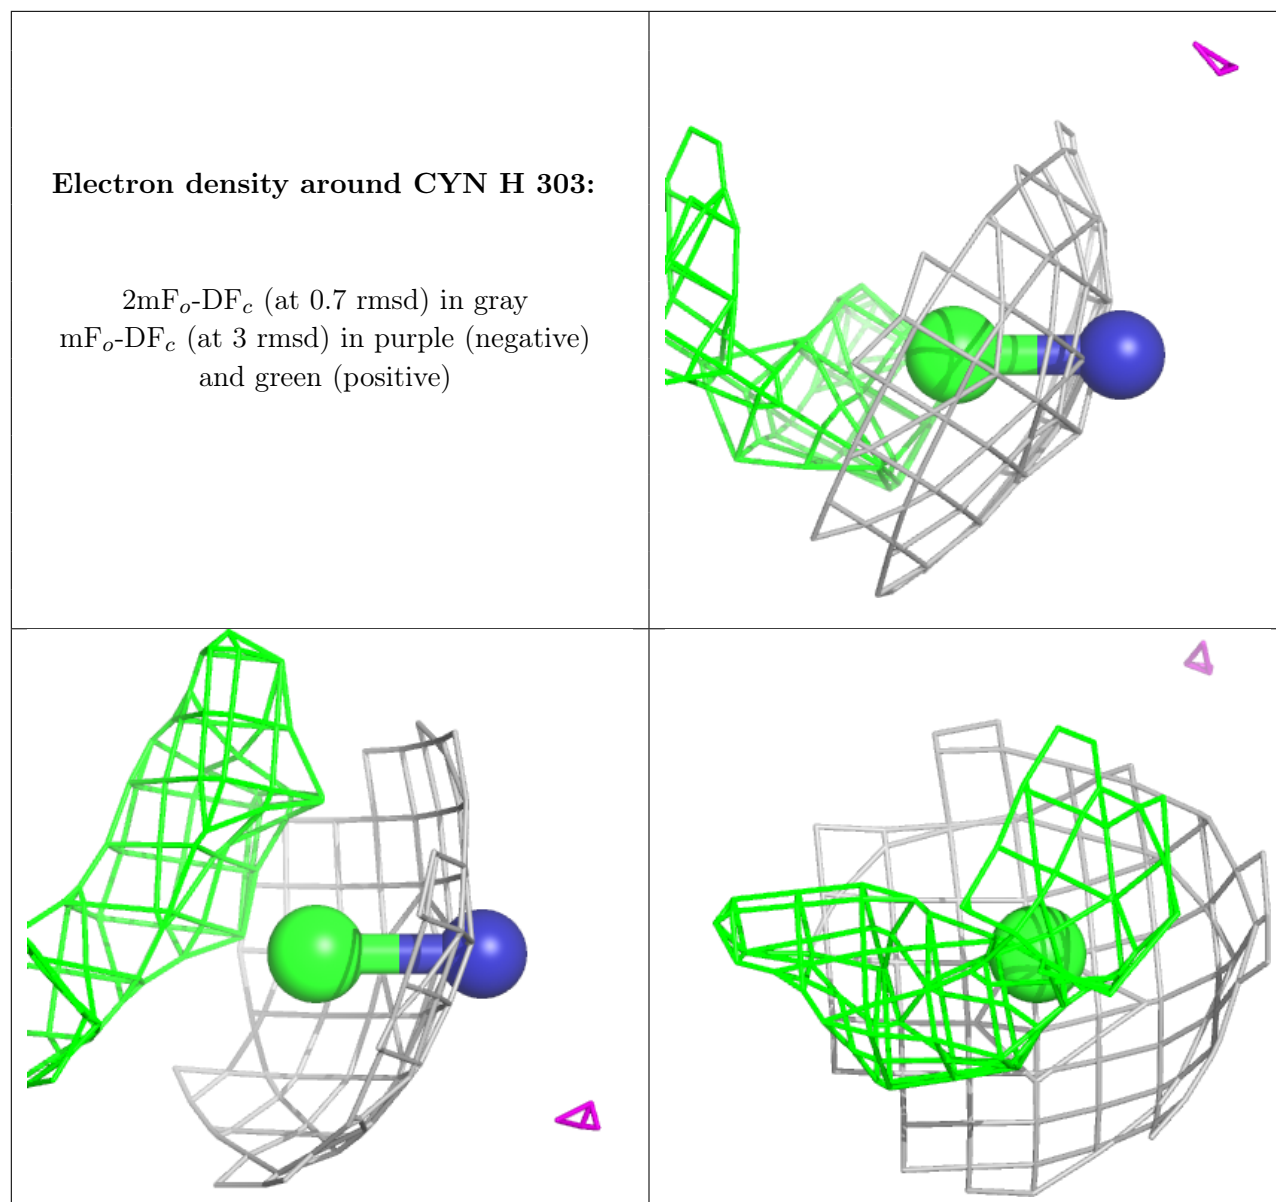 Electron density around CYN H 303:
2mFo-DFc (at 0.7 rmsd) in gray
mFo-DFc (at 3 rmsd) in purple (negative)
and green (positive)